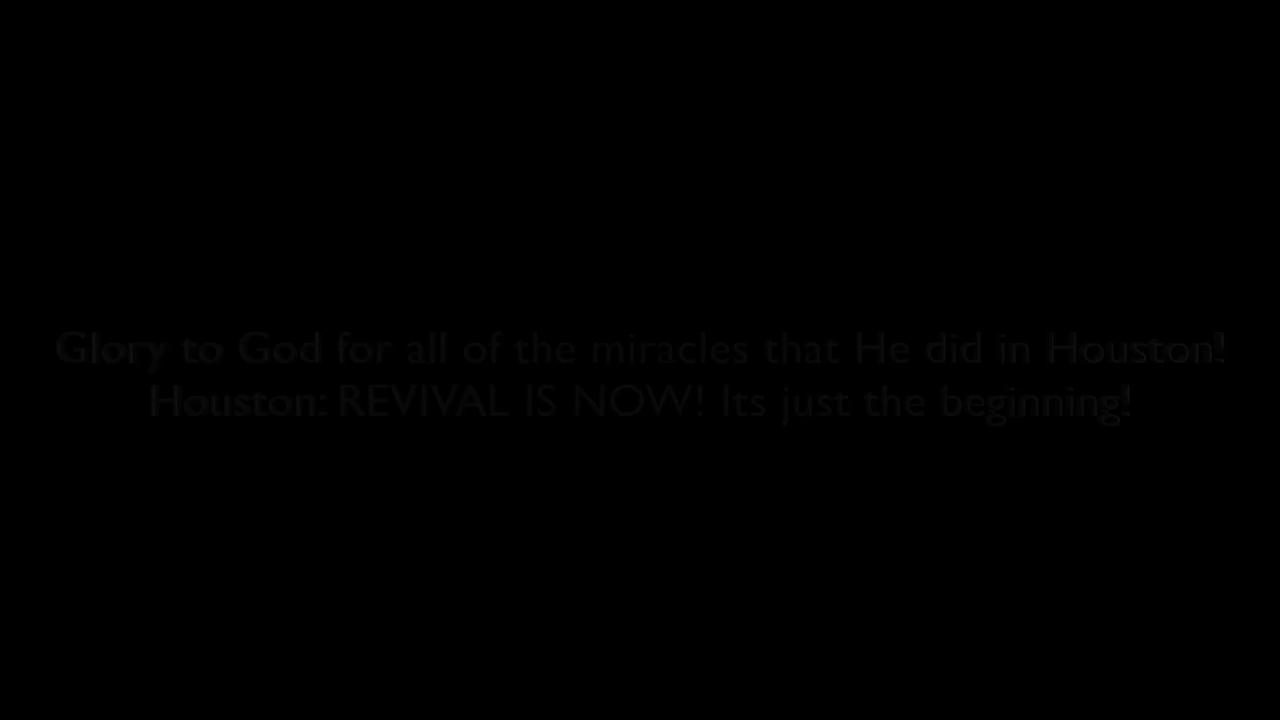 Glory to God for all of the miracles that He did in Houston!
Houston: REVIVAL IS NOW! Its just the beginning!